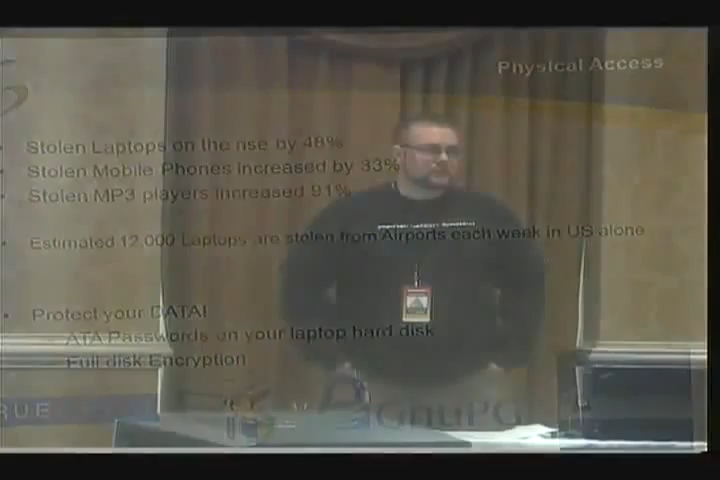 Physical Access
Stolen Laptops on the rise by 48%
Stolen Mobile Phones increased by 33%
Stolen MP3 players increased 91%
Estimated 12,000 Laptops are stolen from Airports each week in US alone
Protect your DATA!
ATA Passwords on your laptop hard disk
Full disk Encryption
RUE
GnuPG